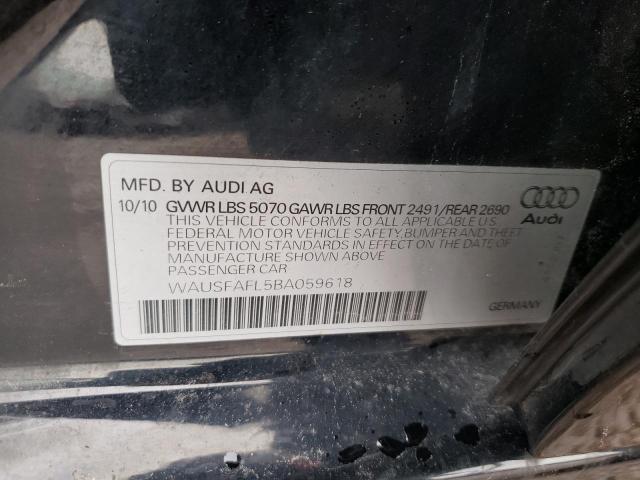 MFD. BY AUDI AG
10/10 GVWR LBS 5070 GAWR LBS FRONT 2491/REAR 2690
THIS VEHICLE CONFORMS TO ALL APPLICABLE U.S.
FEDERAL MOTOR VEHICLE SAFETY,BUMPER AND THEFT
PREVENTION STANDARDS IN EFFECT ON THE DATE OF
MANUFACTURE SHOWN ABOVE
PASSENGER CAR
WAUSFAFL5BA059618
Audi
GERMANY